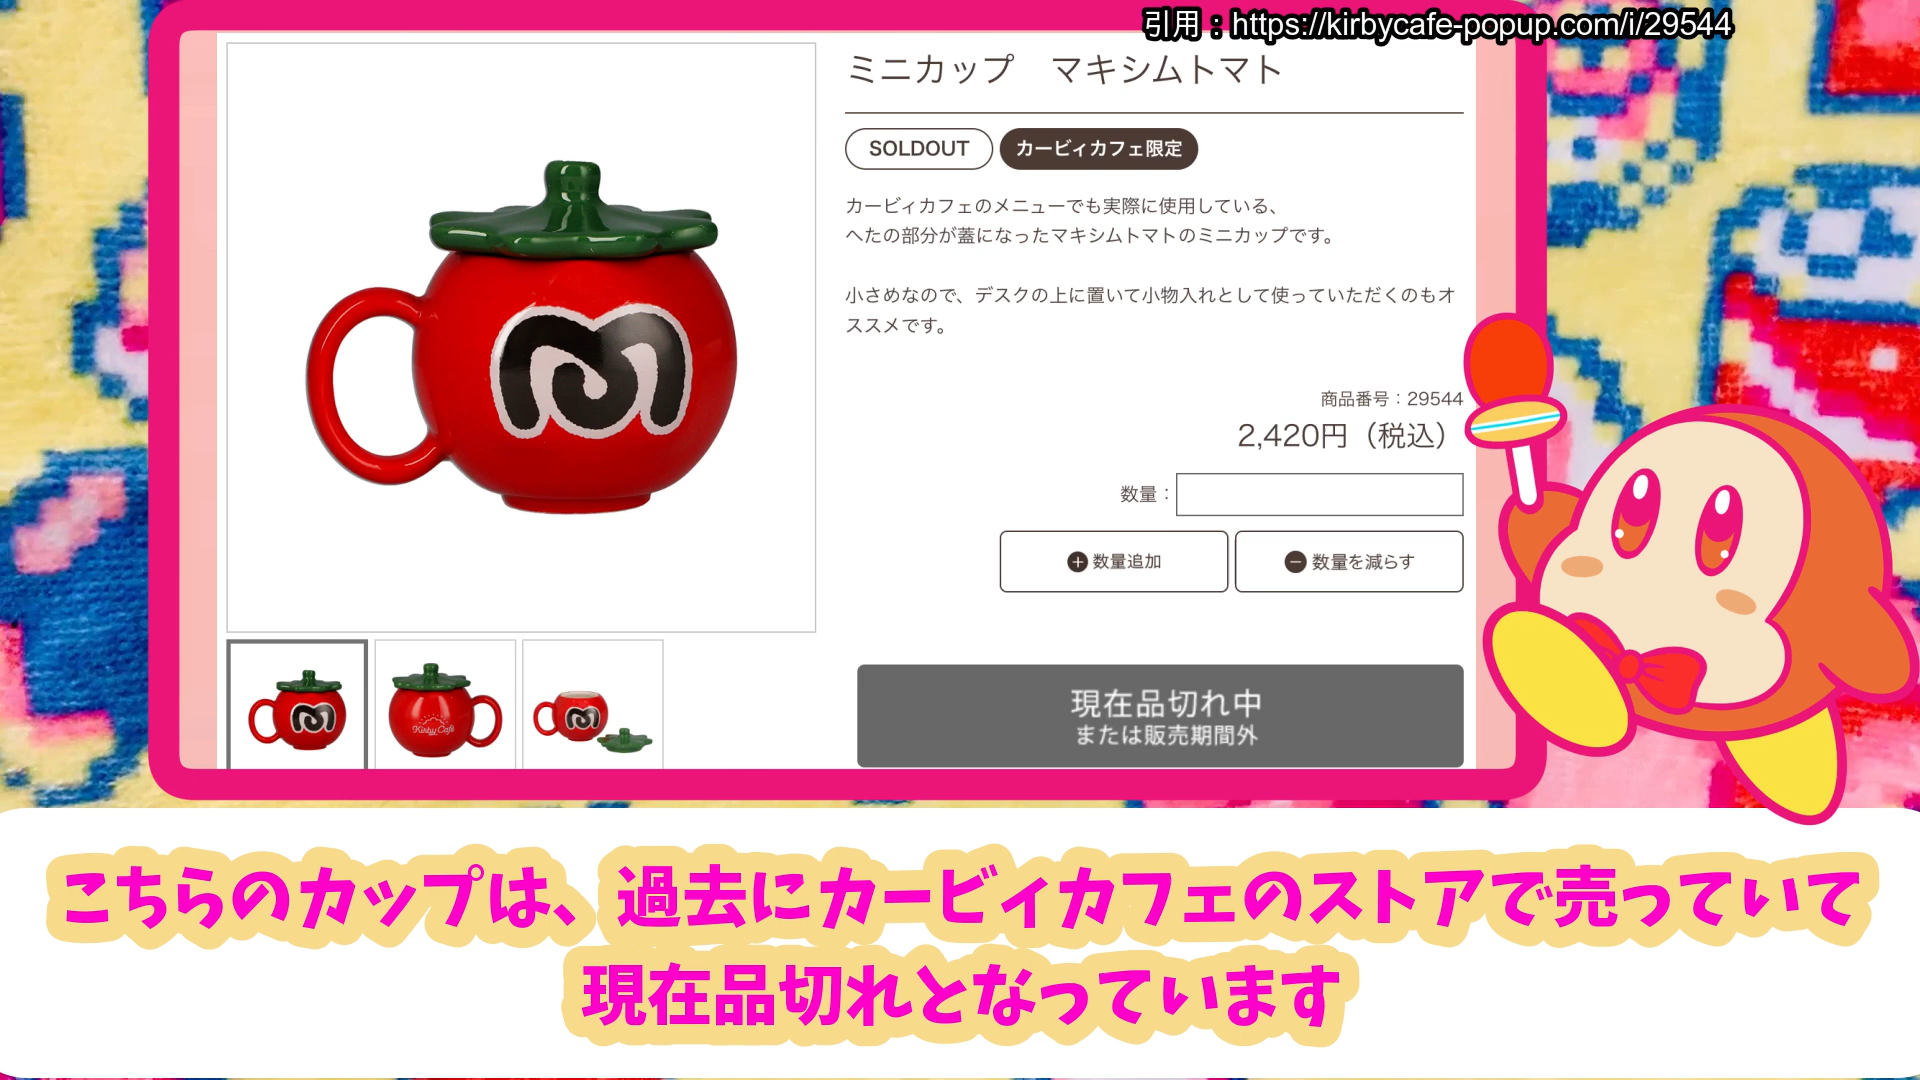 引用：https://kirbycafe-popup.com/i/29544
ミニカップ　マキシムトマト
SOLDOUT
カービィカフェ限定
カービィカフェのメニューでも実際に使用している、
へたの部分が蓋になったマキシムトマトのミニカップです。
小さめなので、デスクの上に置いて小物入れとして使っていただくのもオ
ススメです。
商品番号：29544
2,420円（税込）
数量：
数量追加
数量を減らす
Kirby Café
現在品切れ中
または販売期間外
こちらのカップは、過去にカービィカフェのストアで売っていて
現在品切れとなっています